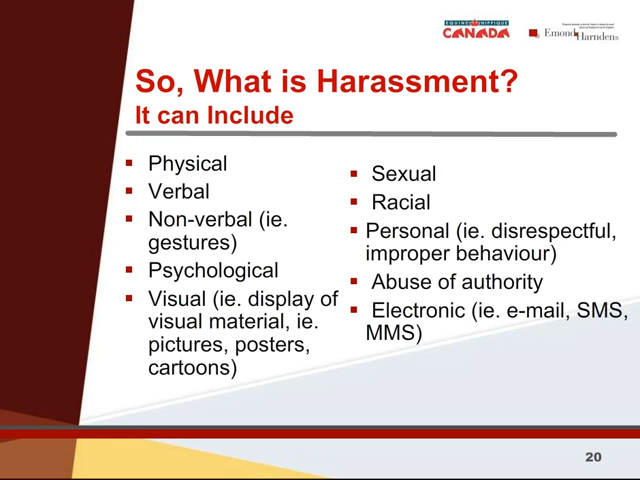 EQUINE HIPPIQUE
CANADA
Emond Harnden
So, What is Harassment?
It can Include
▪ Physical
▪ Verbal
▪ Non-verbal (ie.
gestures)
▪ Psychological
▪ Visual (ie. display of
visual material, ie.
pictures, posters,
cartoons)
▪ Sexual
▪ Racial
▪ Personal (ie. disrespectful,
improper behaviour)
▪ Abuse of authority
▪ Electronic (ie. e-mail, SMS,
MMS)
20